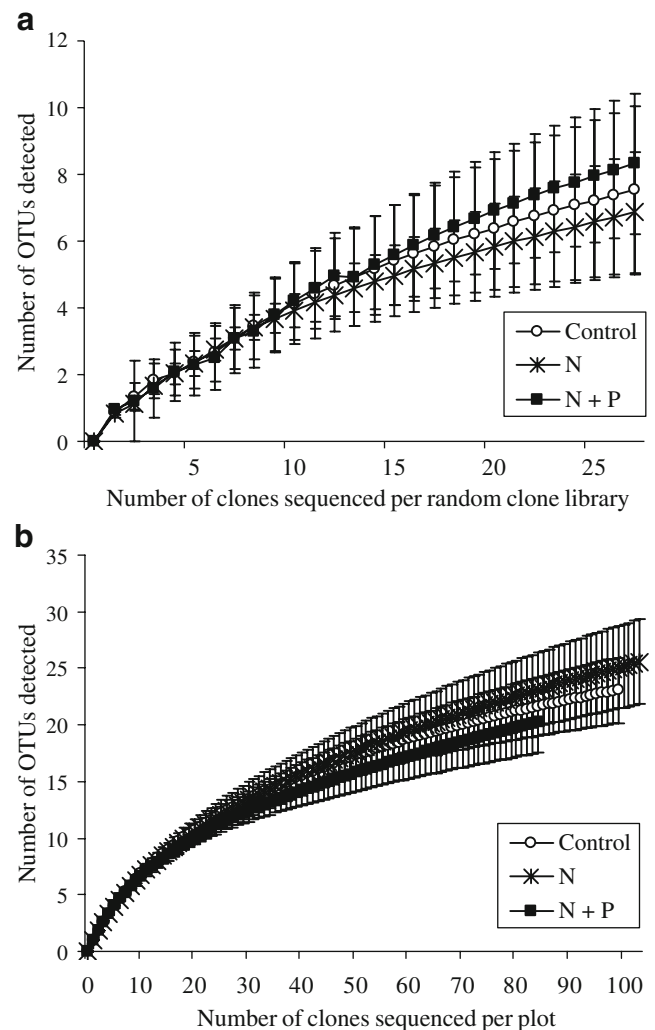 a
12
10
8
6
4
2
0
Number of OTUs detected
Control
N
N + P
5 10 15 20 25
Number of clones sequenced per random clone library
b
35
30
25
20
15
10
5
0
Number of OTUs detected
Control
N
N + P
0 10 20 30 40 50 60 70 80 90 100
Number of clones sequenced per plot